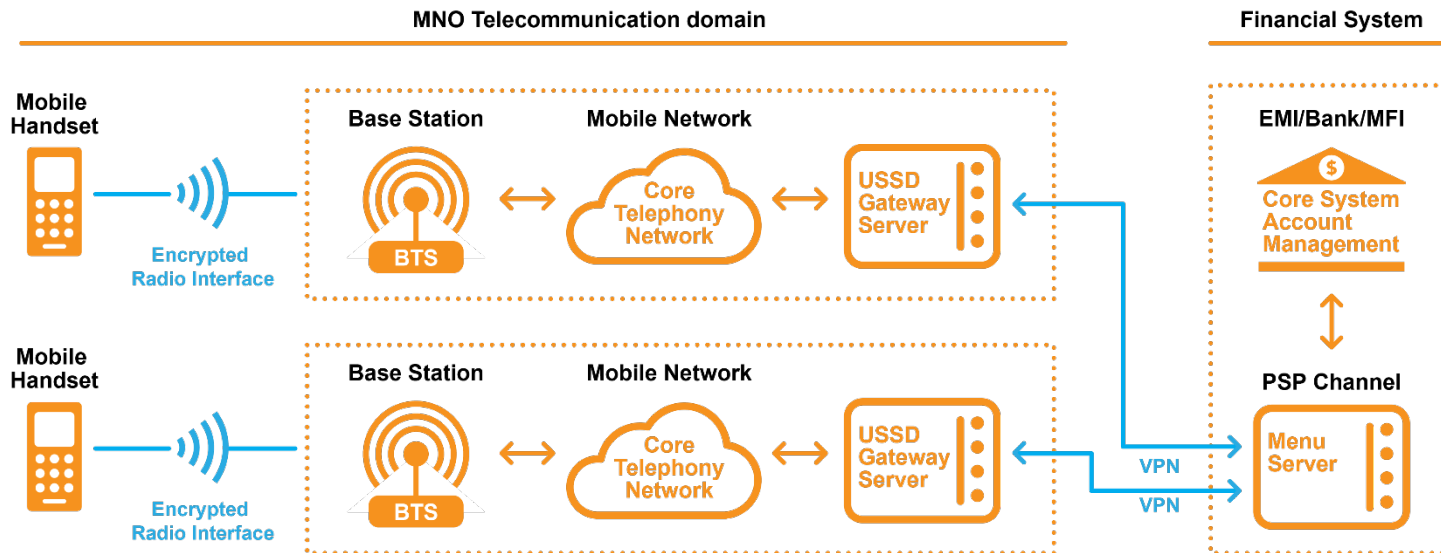 MNO Telecommunication domain
Financial System
Mobile
Handset
Encrypted
Radio Interface
Base Station
BTS
Mobile Network
Core
Telephony
Network
USSD
Gateway
Server
EMI/Bank/MFI
$
Core System
Account
Management
Mobile
Handset
Encrypted
Radio Interface
Base Station
BTS
Mobile Network
Core
Telephony
Network
USSD
Gateway
Server
VPN
VPN
PSP Channel
Menu
Server